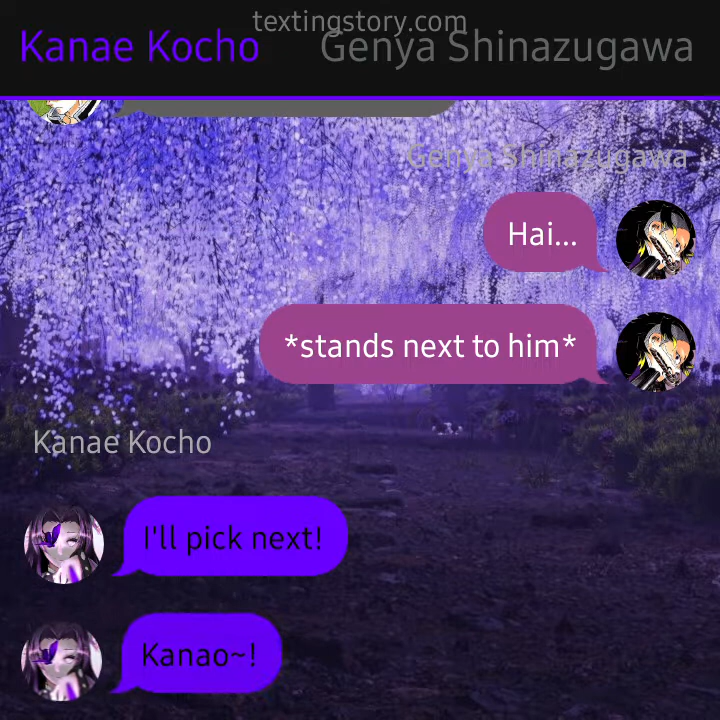 textingstory.com
Kanae Kocho
Genya Shinazugawa
Genya Shinazugawa
Hai...
*stands next to him*
Kanae Kocho
I'll pick next!
Kanao~!